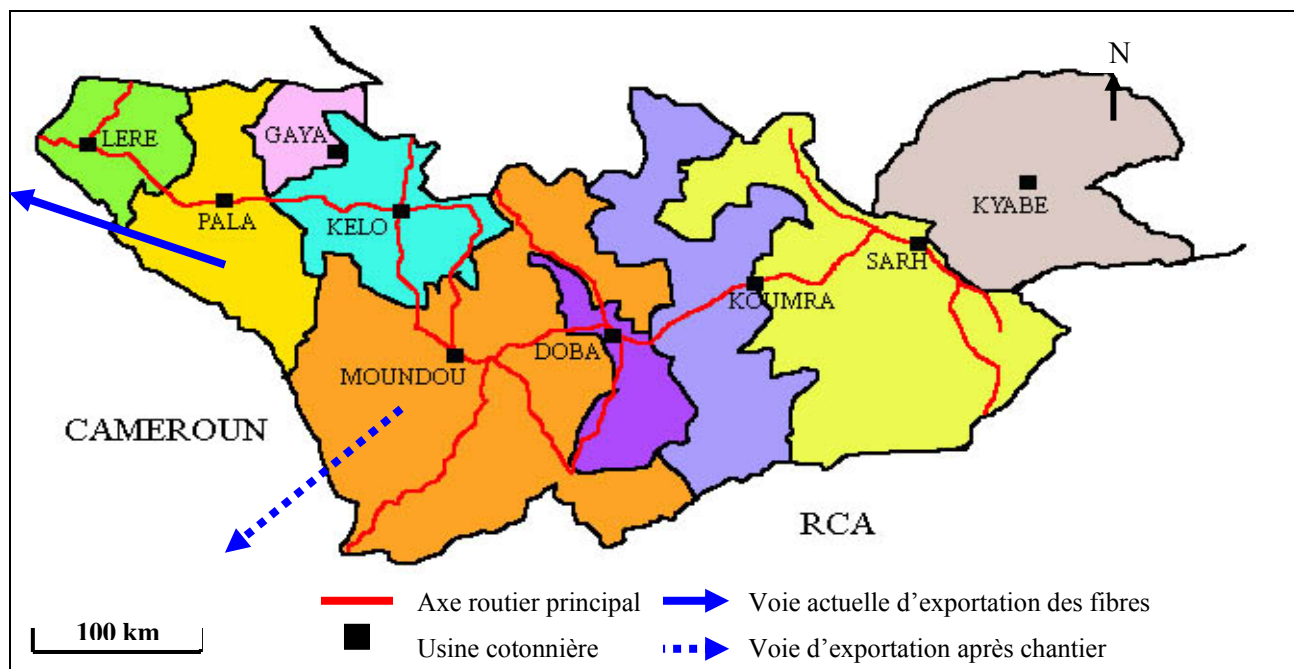 N
LERE
GAYA
PALA
KELO
KYABE
SARH
KOUMRA
DOBA
MOUNDOU
CAMEROUN
RCA
Axe routier principal
Voie actuelle d'exportation des fibres
100 km
Usine cotonnière
Voie d'exportation après chantier